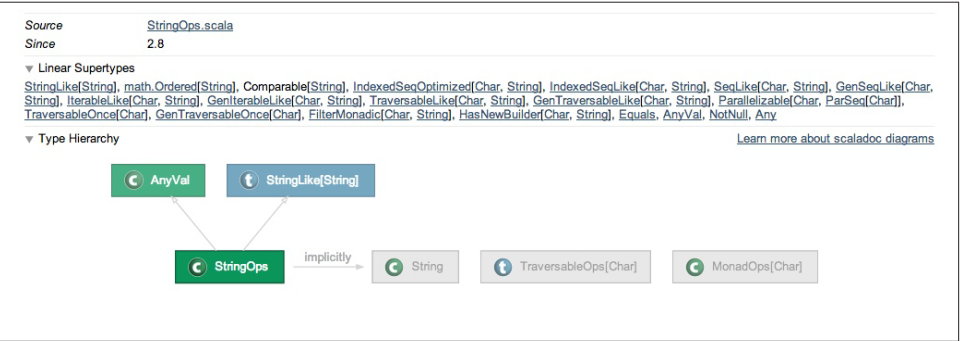 Source StringOps.scala
Since 2.8
Linear Supertypes
StringLike[String], math.Ordered[String], Comparable[String], IndexedSeqOptimized[Char, String], IndexedSeqLike[Char, String], SeqLike[Char, String], GenSeqLike[Char,
String], IterableLike[Char, String], GenIterableLike[Char, String], TraversableLike[Char, String], GenTraversableLike[Char, String], Parallelizable[Char, ParSeq[Char]],
TraversableOnce[Char], GenTraversableOnce[Char], FilterMonadic[Char, String], HasNewBuilder[Char, String], Equals, AnyVal, NotNull, Any
Type Hierarchy Learn more about scaladoc diagrams
C AnyVal t StringLike[String]
C StringOps implicitly C String t TraversableOps[Char] C MonadOps[Char]